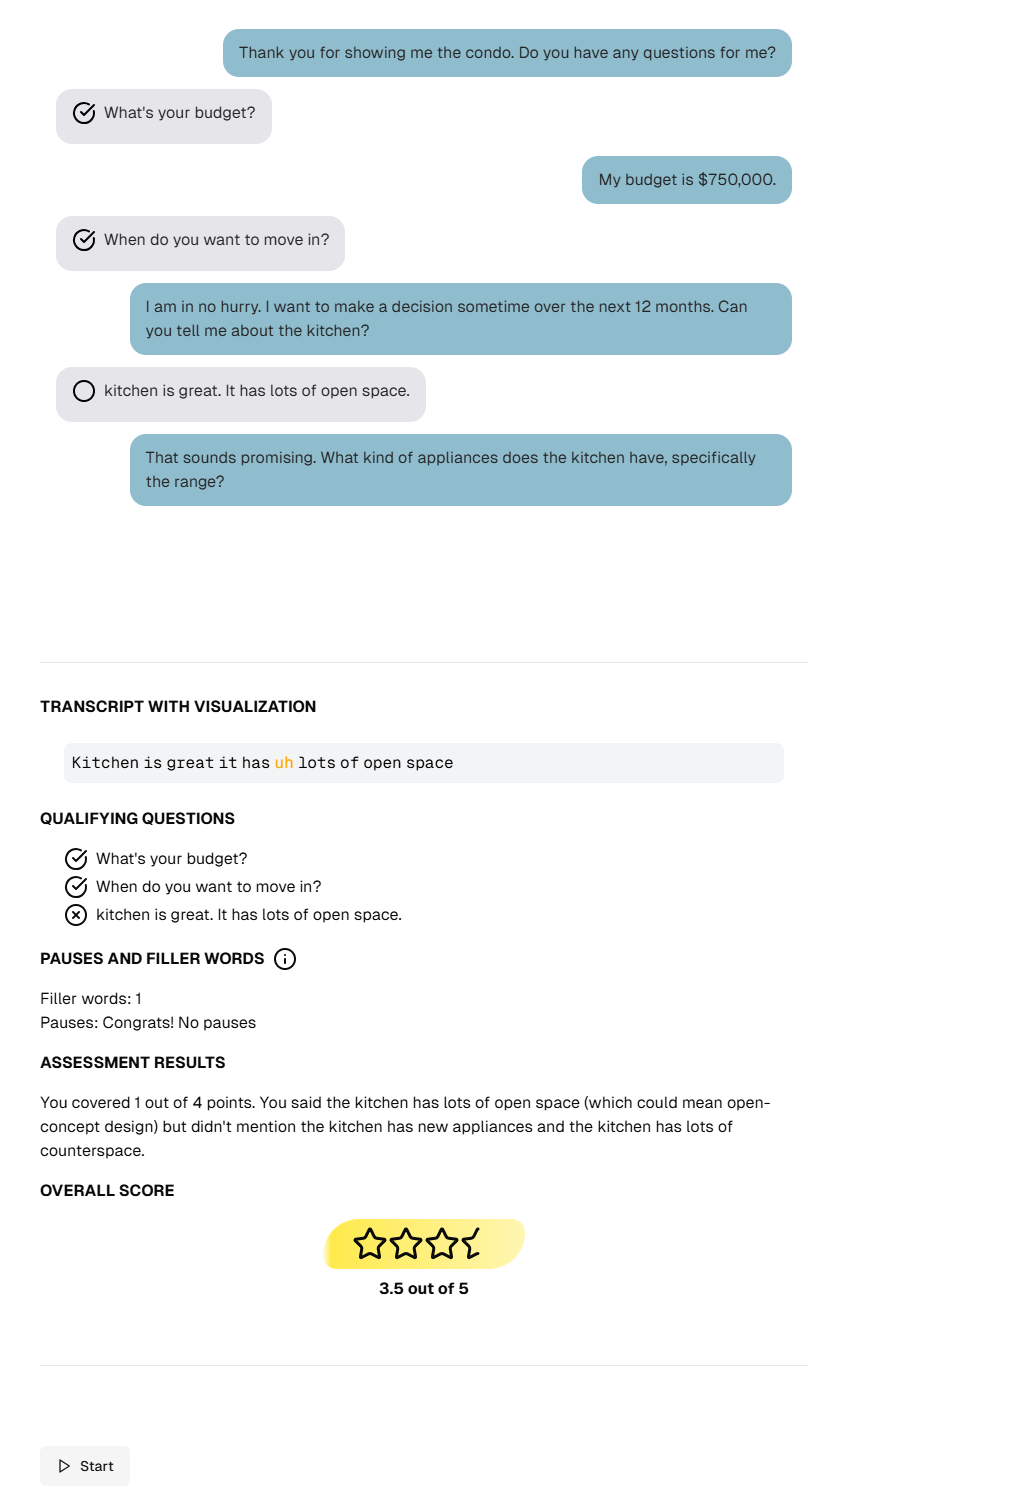 Thank you for showing me the condo. Do you have any questions for me?
What's your budget?
My budget is $750,000.
When do you want to move in?
I am in no hurry. I want to make a decision sometime over the next 12 months. Can
you tell me about the kitchen?
kitchen is great. It has lots of open space.
That sounds promising. What kind of appliances does the kitchen have, specifically
the range?
TRANSCRIPT WITH VISUALIZATION
Kitchen is great it has uh lots of open space
QUALIFYING QUESTIONS
What's your budget?
When do you want to move in?
kitchen is great. It has lots of open space.
PAUSES AND FILLER WORDS
Filler words: 1
Pauses: Congrats! No pauses
ASSESSMENT RESULTS
You covered 1 out of 4 points. You said the kitchen has lots of open space (which could mean open-
concept design) but didn't mention the kitchen has new appliances and the kitchen has lots of
counterspace.
OVERALL SCORE
3.5 out of 5
Start